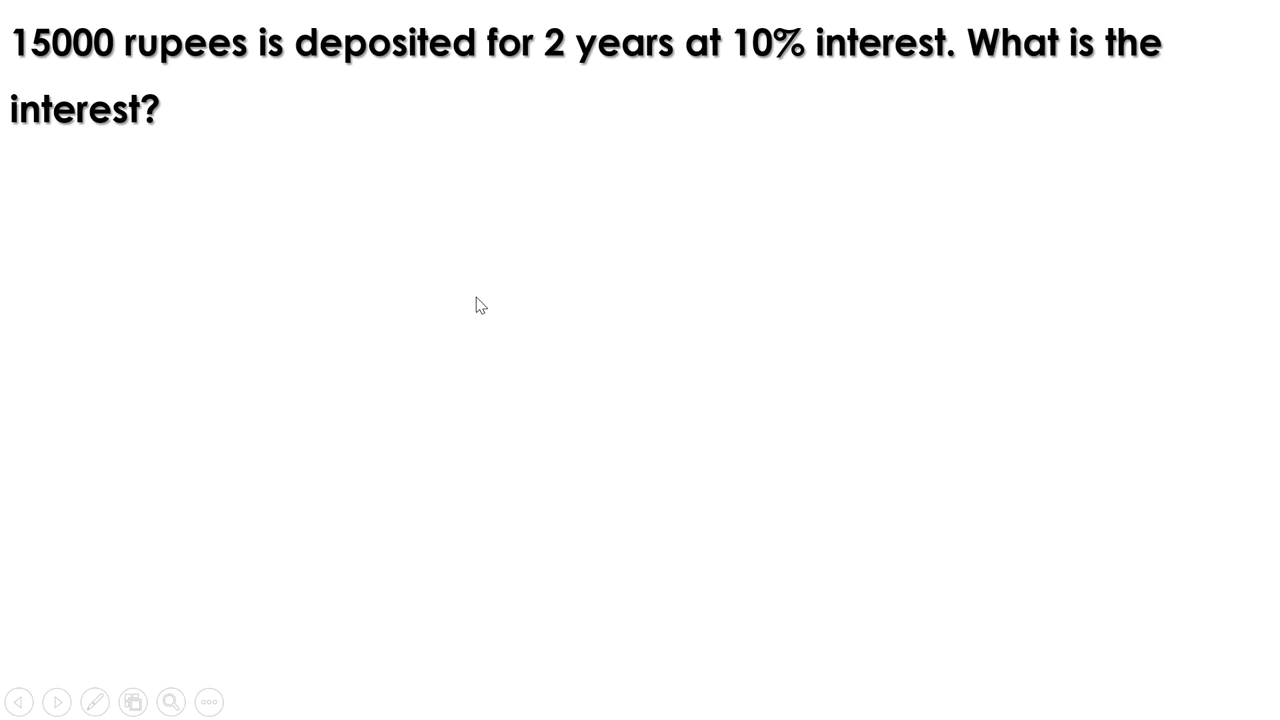 15000 rupees is deposited for 2 years at 10% interest. What is the
interest?